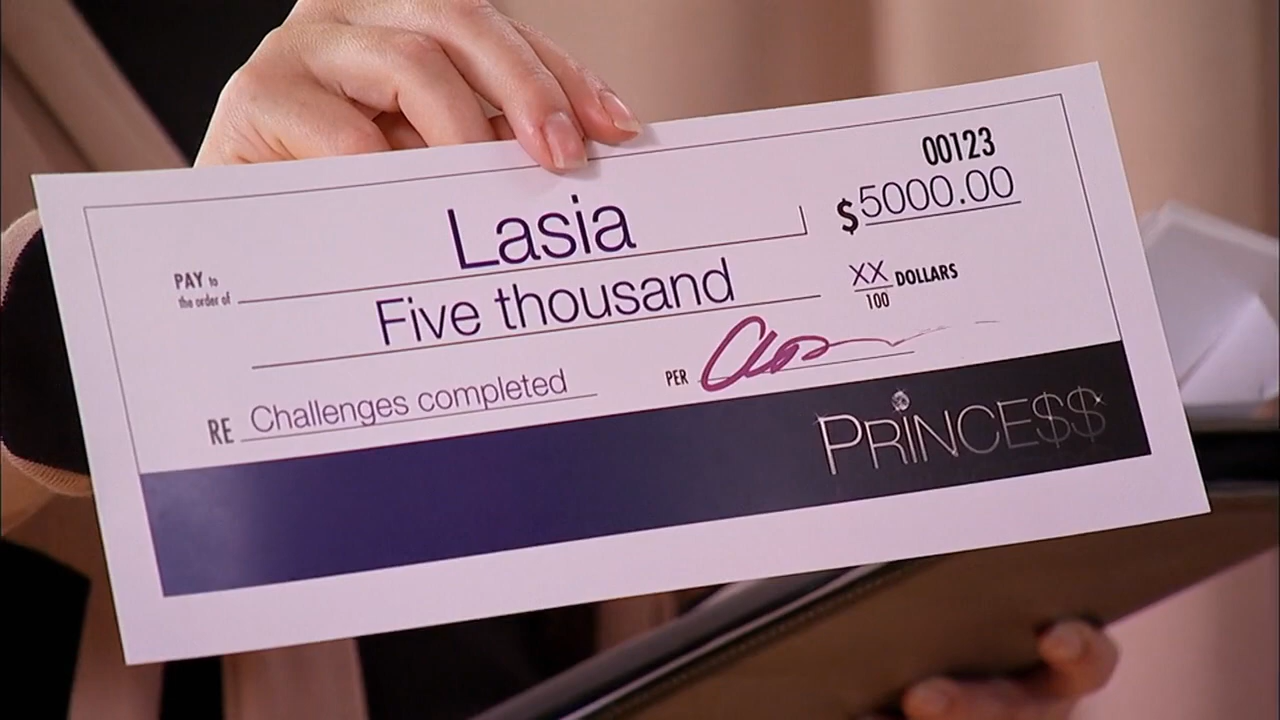 00123
$5000.00
PAY to
the order of
Lasia
Five thousand
XX
100
DOLLARS
RE Challenges completed
PER
PRiNCE$$